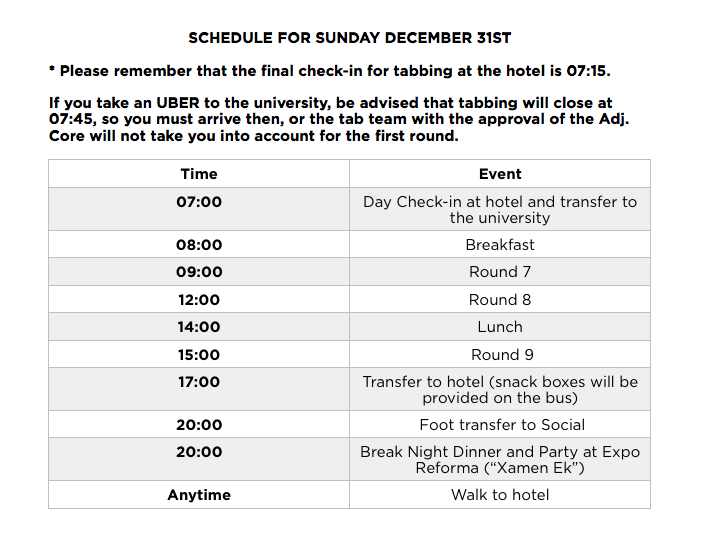 SCHEDULE FOR SUNDAY DECEMBER 31ST
* Please remember that the final check-in for tabbing at the hotel is 07:15.
If you take an UBER to the university, be advised that tabbing will close at
07:45, so you must arrive then, or the tab team with the approval of the Adj.
Core will not take you into account for the first round.
Time Event
07:00 Day Check-in at hotel and transfer to
the university
08:00 Breakfast
09:00 Round 7
12:00 Round 8
14:00 Lunch
15:00 Round 9
17:00 Transfer to hotel (snack boxes will be
provided on the bus)
20:00 Foot transfer to Social
20:00 Break Night Dinner and Party at Expo
Reforma (“Xamen Ek”)
Anytime Walk to hotel